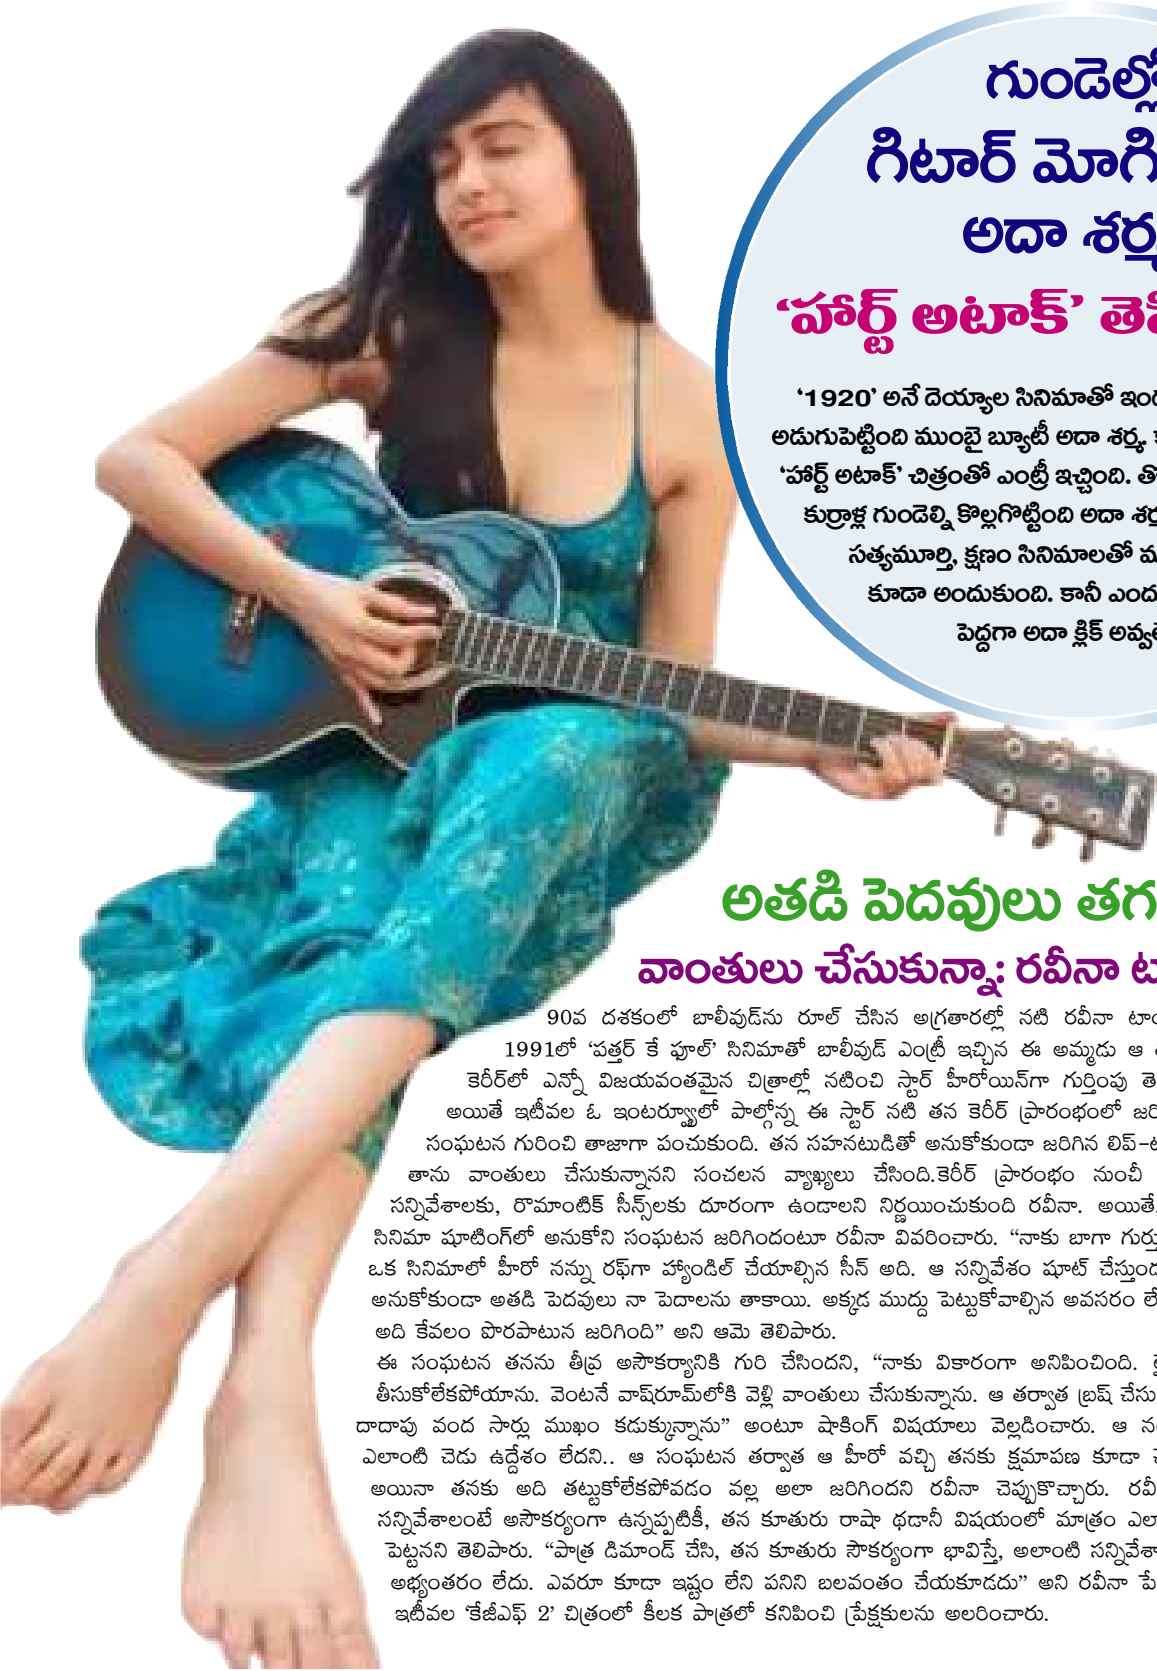 గుండెల్లో
గిటార్ మోగి
అదా శర్మ
‘హార్ట్ అటాక్’
‘1920’ అనే దెయ్యాల సినిమాతో
అడుగుపెట్టింది ముంబై బ్యూటీ అదా శర్మ.
‘హార్ట్ అటాక్’ చిత్రంతో ఎంట్రీ ఇచ్చింది.
కుర్రాళ్ల గుండెల్ని కొల్లగొట్టింది అదా
సత్యమూర్తి, క్షణం సినిమాలతో
కూడా అందుకుంది. కానీ
పెద్దగా అదా క్లిక్
అతడి పెదవులు తగ
వాంతులు చేసుకున్నా: రవీనా
90వ దశకంలో బాలీవుడ్‌ను రూల్ చేసిన అగ్రతారల్లో నటి రవీనా
1991లో ‘పత్తర్ కే ఫూల్’ సినిమాతో బాలీవుడ్ ఎంట్రీ ఇచ్చిన ఈ అమ్మడు ఆ
కెరీర్‌లో ఎన్నో విజయవంతమైన చిత్రాల్లో నటించి స్టార్ హీరోయిన్‌గా గుర్తింపు
అయితే ఇటీవల ఓ ఇంటర్వ్యూలో పాల్గోన్న ఈ స్టార్ నటి తన కెరీర్ ప్రారంభంలో
సంఘటన గురించి తాజాగా పంచుకుంది. తన సహనటుడితో అనుకోకుండా జరిగిన లిప్-
తాను వాంతులు చేసుకున్నానని సంచలన వ్యాఖ్యలు చేసింది.కెరీర్ ప్రారంభం నుంచీ
సన్నివేశాలకు, రొమాంటిక్ సీన్స్‌లకు దూరంగా ఉండాలని నిర్ణయించుకుంది రవీనా. అయితే,
సినిమా షూటింగ్‌లో అనుకోని సంఘటన జరిగిందంటూ రవీనా వివరించారు. “నాకు బాగా
ఒక సినిమాలో హీరో నన్ను రఫ్‌గా హ్యాండిల్ చేయాల్సిన సీన్ అది. ఆ సన్నివేశం షూట్
అనుకోకుండా అతడి పెదవులు నా పెదాలను తాకాయి. అక్కడ ముద్దు పెట్టుకోవాల్సిన అవసరం
అది కేవలం పొరపాటున జరిగింది” అని ఆమె తెలిపారు.
ఈ సంఘటన తనను తీవ్ర అసౌకర్యానికి గురి చేసిందని, “నాకు వికారంగా అనిపించింది.
తీసుకోలేకపోయాను. వెంటనే వాష్‌రూమ్‌లోకి వెళ్లి వాంతులు చేసుకున్నాను. ఆ తర్వాత బ్రష్
దాదాపు వంద సార్లు ముఖం కడుక్కున్నాను” అంటూ షాకింగ్ విషయాలు వెల్లడించారు. ఆ
ఎలాంటి చెడు ఉద్దేశం లేదని.. ఆ సంఘటన తర్వాత ఆ హీరో వచ్చి తనకు క్షమాపణ కూడా
అయినా తనకు అది తట్టుకోలేకపోవడం వల్ల అలా జరిగిందని రవీనా చెప్పుకొచ్చారు.
సన్నివేశాలంటే అసౌకర్యంగా ఉన్నప్పటికీ, తన కూతురు రాషా థడానీ విషయంలో మాత్రం
పెట్టనని తెలిపారు. “పాత్ర డిమాండ్ చేసి, తన కూతురు సౌకర్యంగా భావిస్తే, అలాంటి
అభ్యంతరం లేదు. ఎవరూ కూడా ఇష్టం లేని పనిని బలవంతం చేయకూడదు” అని రవీనా
ఇటీవల ‘కేజీఎఫ్ 2’ చిత్రంలో కీలక పాత్రలో కనిపించి ప్రేక్షకులను అలరించారు.